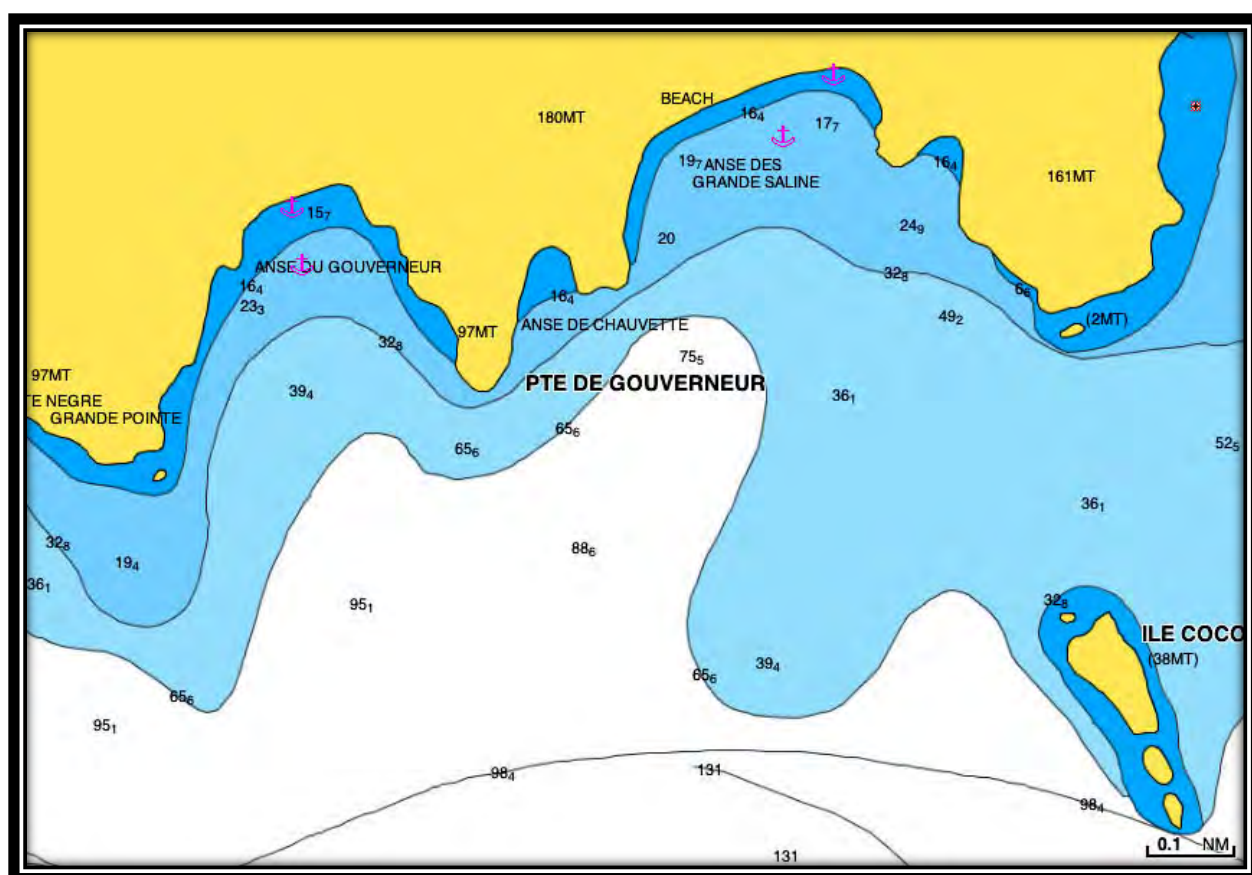 BEACH
16₄
180MT
17₇
19₇
ANSE DES
GRANDE SALINE
16₄
161MT
15₇
24₉
20
ANSE DU GOUVERNEUR
32₈
16₄
6₆
16₄
23₃
49₂
(2MT)
ANSE DE CHAUVETTE
97MT
32₈
75₅
97MT
PTE DE GOUVERNEUR
39₄
36₁
TE NEGRE
GRANDE POINTE
65₆
65₆
52₅
36₁
32₈
88₆
19₄
36₁
95₁
32₈
ILE COCO
(38MT)
39₄
65₆
65₆
95₁
98₄
131
98₄
0.1 NM
131